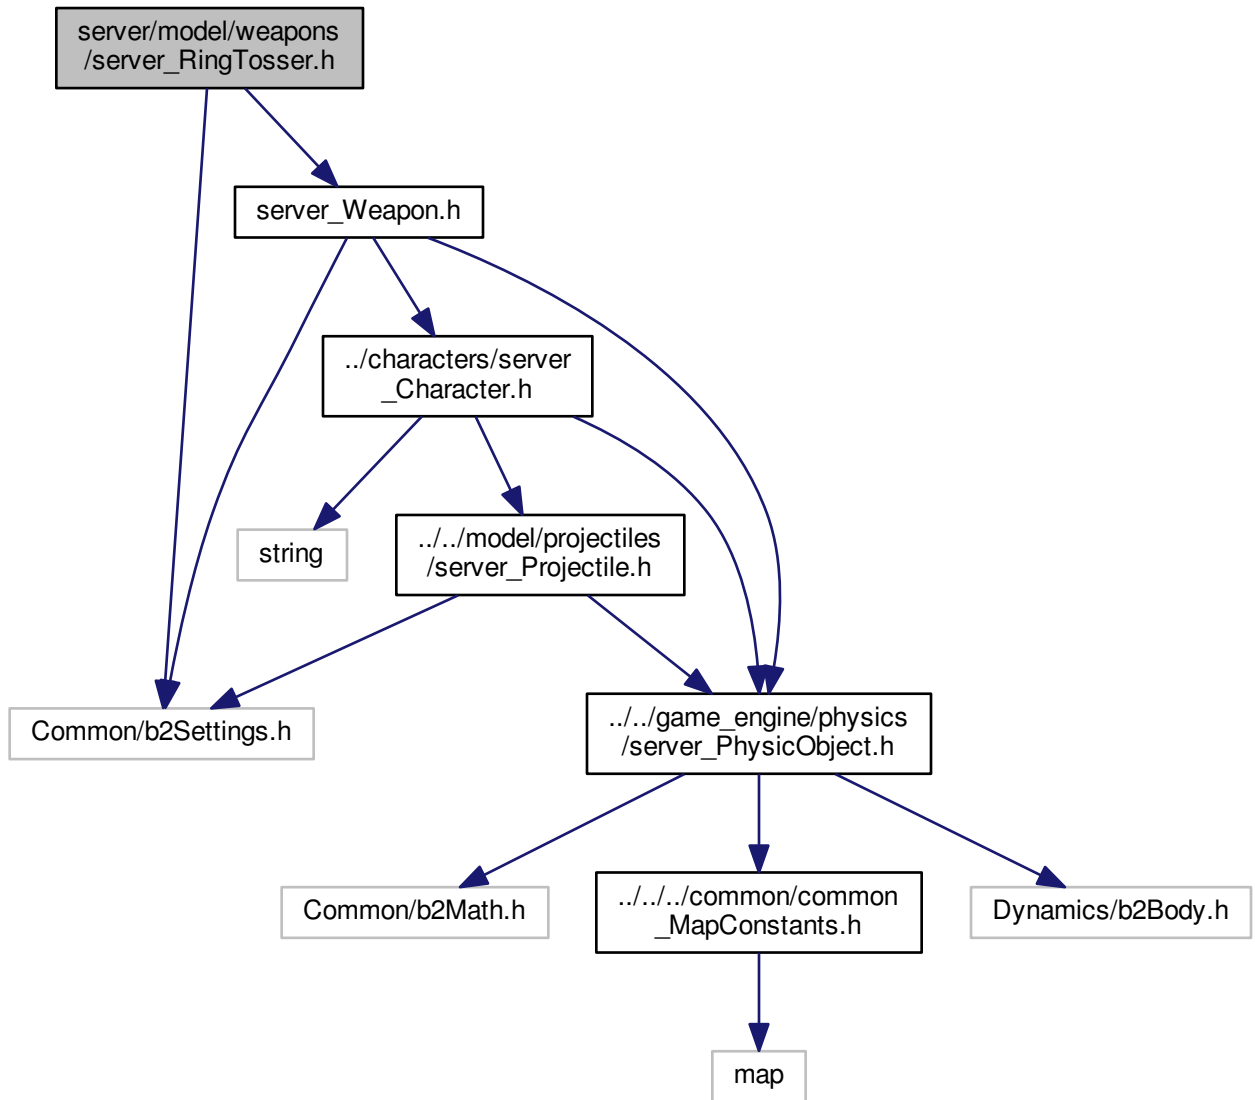 server/model/weapons
/server_RingTosser.h
server_Weapon.h
../characters/server
_Character.h
string
../../model/projectiles
/server_Projectile.h
Common/b2Settings.h
../../game_engine/physics
/server_PhysicObject.h
Common/b2Math.h
../../../common/common
_MapConstants.h
Dynamics/b2Body.h
map